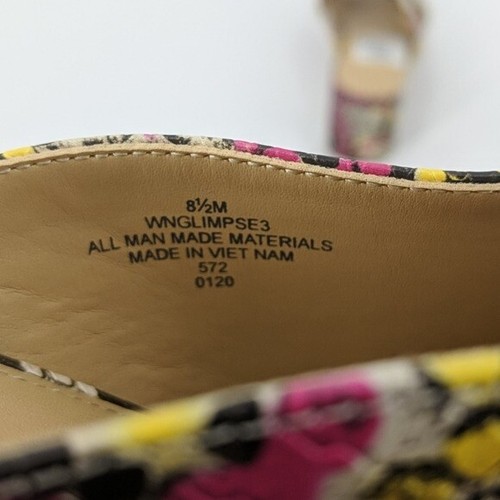 8½M
WNGLIMPSE3
ALL MAN MADE MATERIALS
MADE IN VIET NAM
572
0120